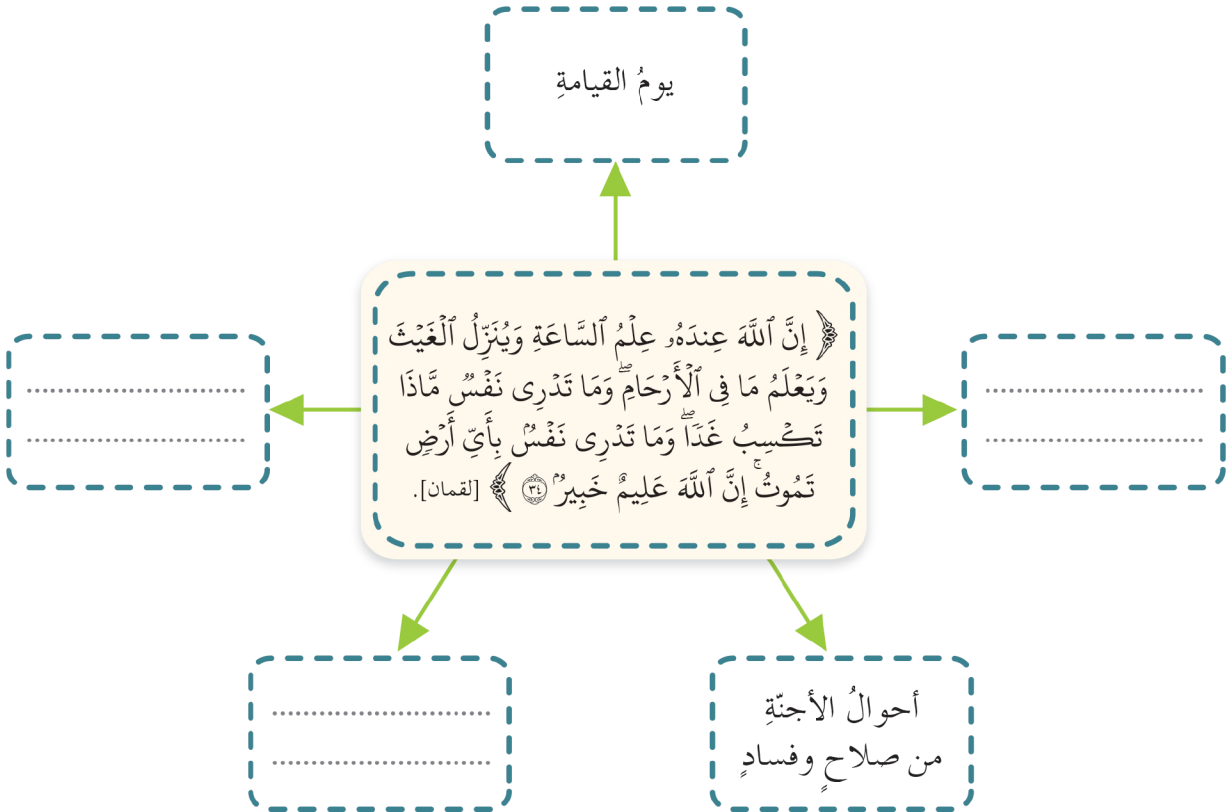 يومُ القيامةِ
﴿ إِنَّ ٱللَّهَ عِندَهُۥ عِلۡمُ ٱلسَّاعَةِ وَيُنَزِّلُ ٱلۡغَيۡثَ
وَيَعۡلَمُ مَا فِى ٱلۡأَرۡحَامِۖ وَمَا تَدۡرِى نَفۡسٞ مَّاذَا
تَكۡسِبُ غَدٗاۖ وَمَا تَدۡرِى نَفۡسُۢ بِأَيِّ أَرۡضٖ
تَمُوتُۚ إِنَّ ٱللَّهَ عَلِيمٌ خَبِيرُۢ ٣٤ ﴾ [لقمان].
.............................
.............................
.............................
.............................
أحوالُ الأجنّةِ
من صلاحٍ وفسادٍ
.............................
.............................